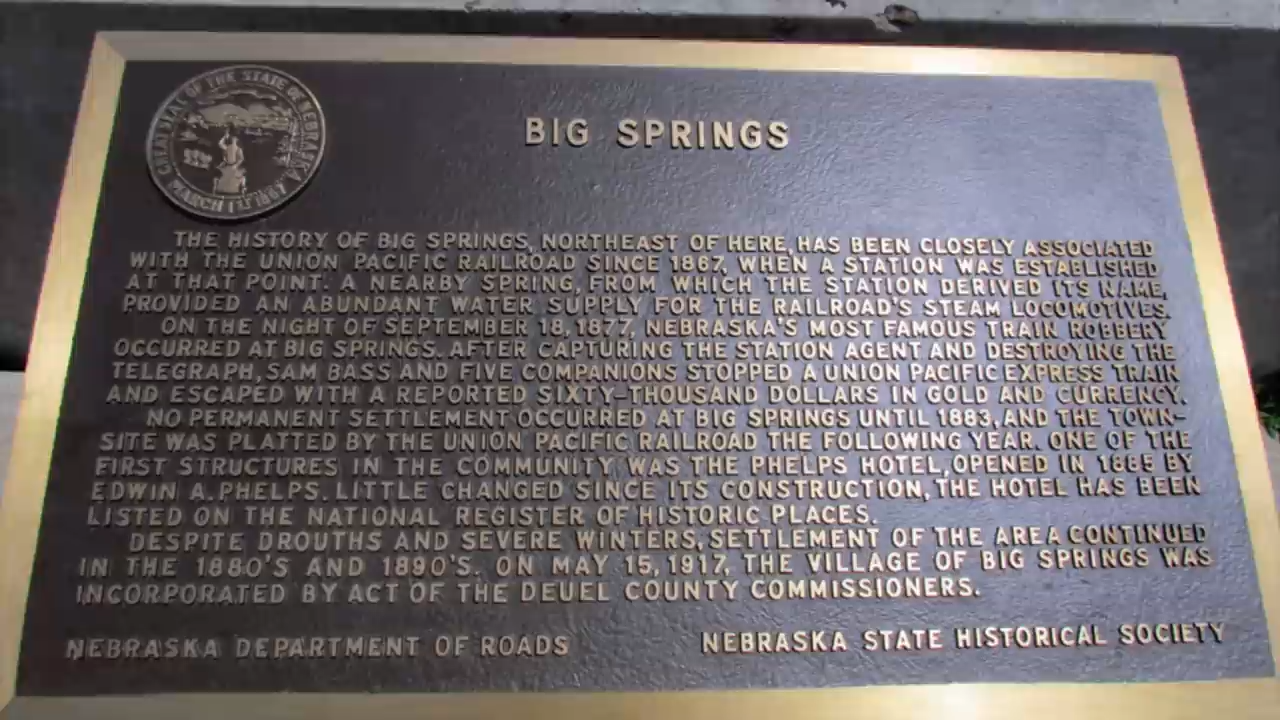 GREAT SEAL OF THE STATE OF NEBRASKA
MARCH 1ST 1867
BIG SPRINGS
THE HISTORY OF BIG SPRINGS, NORTHEAST OF HERE, HAS BEEN CLOSELY ASSOCIATED
WITH THE UNION PACIFIC RAILROAD SINCE 1867, WHEN A STATION WAS ESTABLISHED
AT THAT POINT. A NEARBY SPRING, FROM WHICH THE STATION DERIVED ITS NAME,
PROVIDED AN ABUNDANT WATER SUPPLY FOR THE RAILROAD'S STEAM LOCOMOTIVES.
ON THE NIGHT OF SEPTEMBER 18, 1877, NEBRASKA'S MOST FAMOUS TRAIN ROBBERY
OCCURRED AT BIG SPRINGS. AFTER CAPTURING THE STATION AGENT AND DESTROYING THE
TELEGRAPH, SAM BASS AND FIVE COMPANIONS STOPPED A UNION PACIFIC EXPRESS TRAIN
AND ESCAPED WITH A REPORTED SIXTY-THOUSAND DOLLARS IN GOLD AND CURRENCY.
NO PERMANENT SETTLEMENT OCCURRED AT BIG SPRINGS UNTIL 1883, AND THE TOWN-
SITE WAS PLATTED BY THE UNION PACIFIC RAILROAD THE FOLLOWING YEAR. ONE OF THE
FIRST STRUCTURES IN THE COMMUNITY WAS THE PHELPS HOTEL, OPENED IN 1885 BY
EDWIN A. PHELPS. LITTLE CHANGED SINCE ITS CONSTRUCTION, THE HOTEL HAS BEEN
LISTED ON THE NATIONAL REGISTER OF HISTORIC PLACES.
DESPITE DROUTHS AND SEVERE WINTERS, SETTLEMENT OF THE AREA CONTINUED
IN THE 1880'S AND 1890'S. ON MAY 15, 1917, THE VILLAGE OF BIG SPRINGS WAS
INCORPORATED BY ACT OF THE DEUEL COUNTY COMMISSIONERS.
NEBRASKA DEPARTMENT OF ROADS
NEBRASKA STATE HISTORICAL SOCIETY